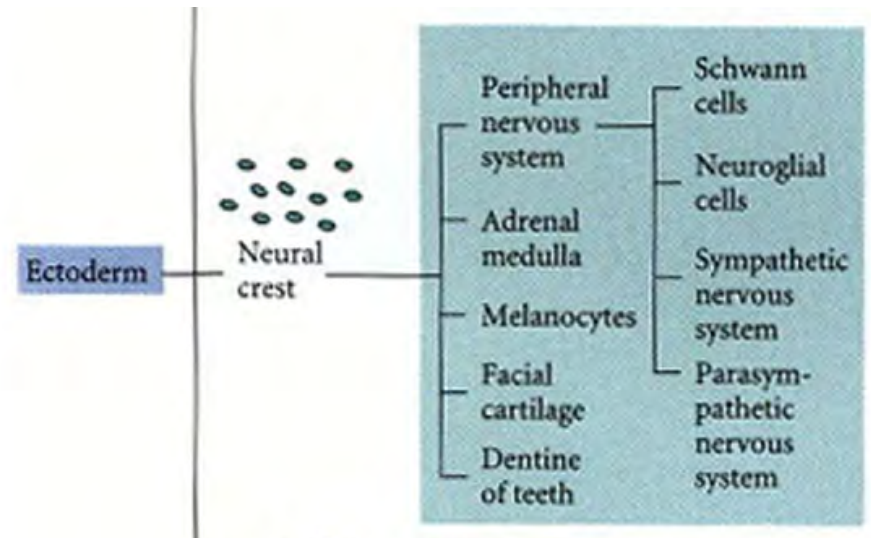 Ectoderm
Neural
crest
Peripheral
nervous
system
Adrenal
medulla
Melanocytes
Facial
cartilage
Dentine
of teeth
Schwann
cells
Neuroglial
cells
Sympathetic
nervous
system
Parasym-
pathetic
nervous
system